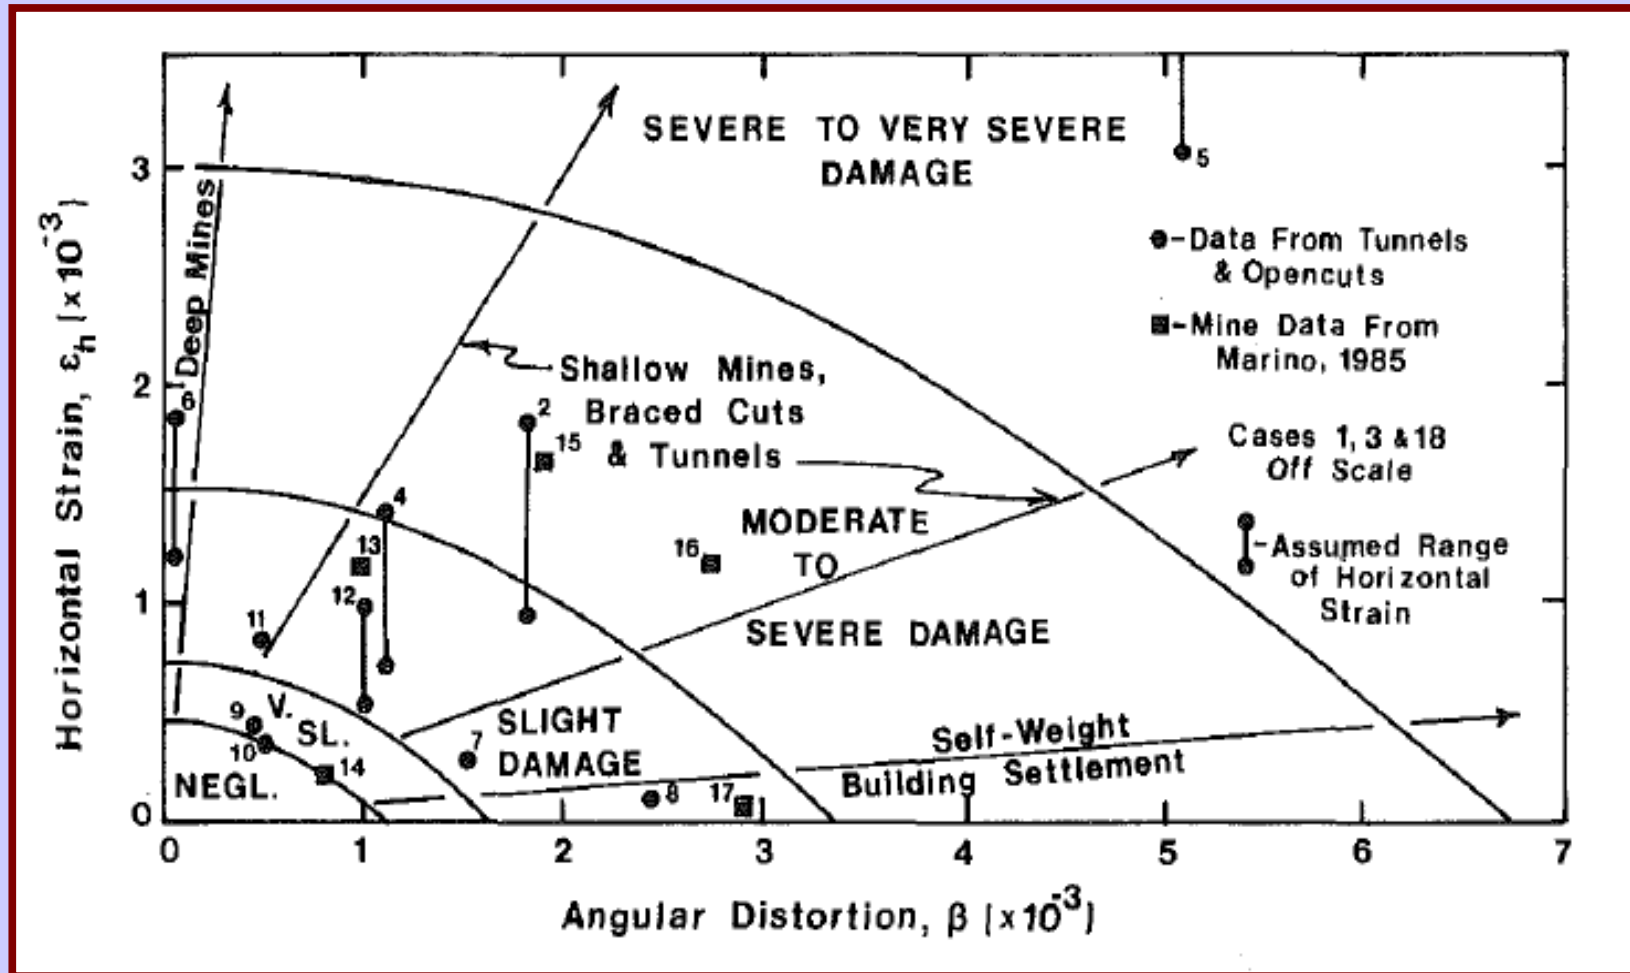 SEVERE TO VERY SEVERE
DAMAGE
3
5
Deep Mines
●-Data From Tunnels
& Opencuts
■-Mine Data From
Marino, 1985
Shallow Mines,
Braced Cuts
& Tunnels
2
6
2
15
Cases 1, 3 & 18
Off Scale
4
MODERATE
TO
SEVERE DAMAGE
13
16
-Assumed Range
of Horizontal
Strain
12
1
11
9
V.
SL.
10
14
NEGL.
SLIGHT
DAMAGE
7
Self-Weight
Building Settlement
8
17
0
0 1 2 3 4 5 6 7
Horizontal Strain, εh (x10-3)
Angular Distortion, β (x10-3)